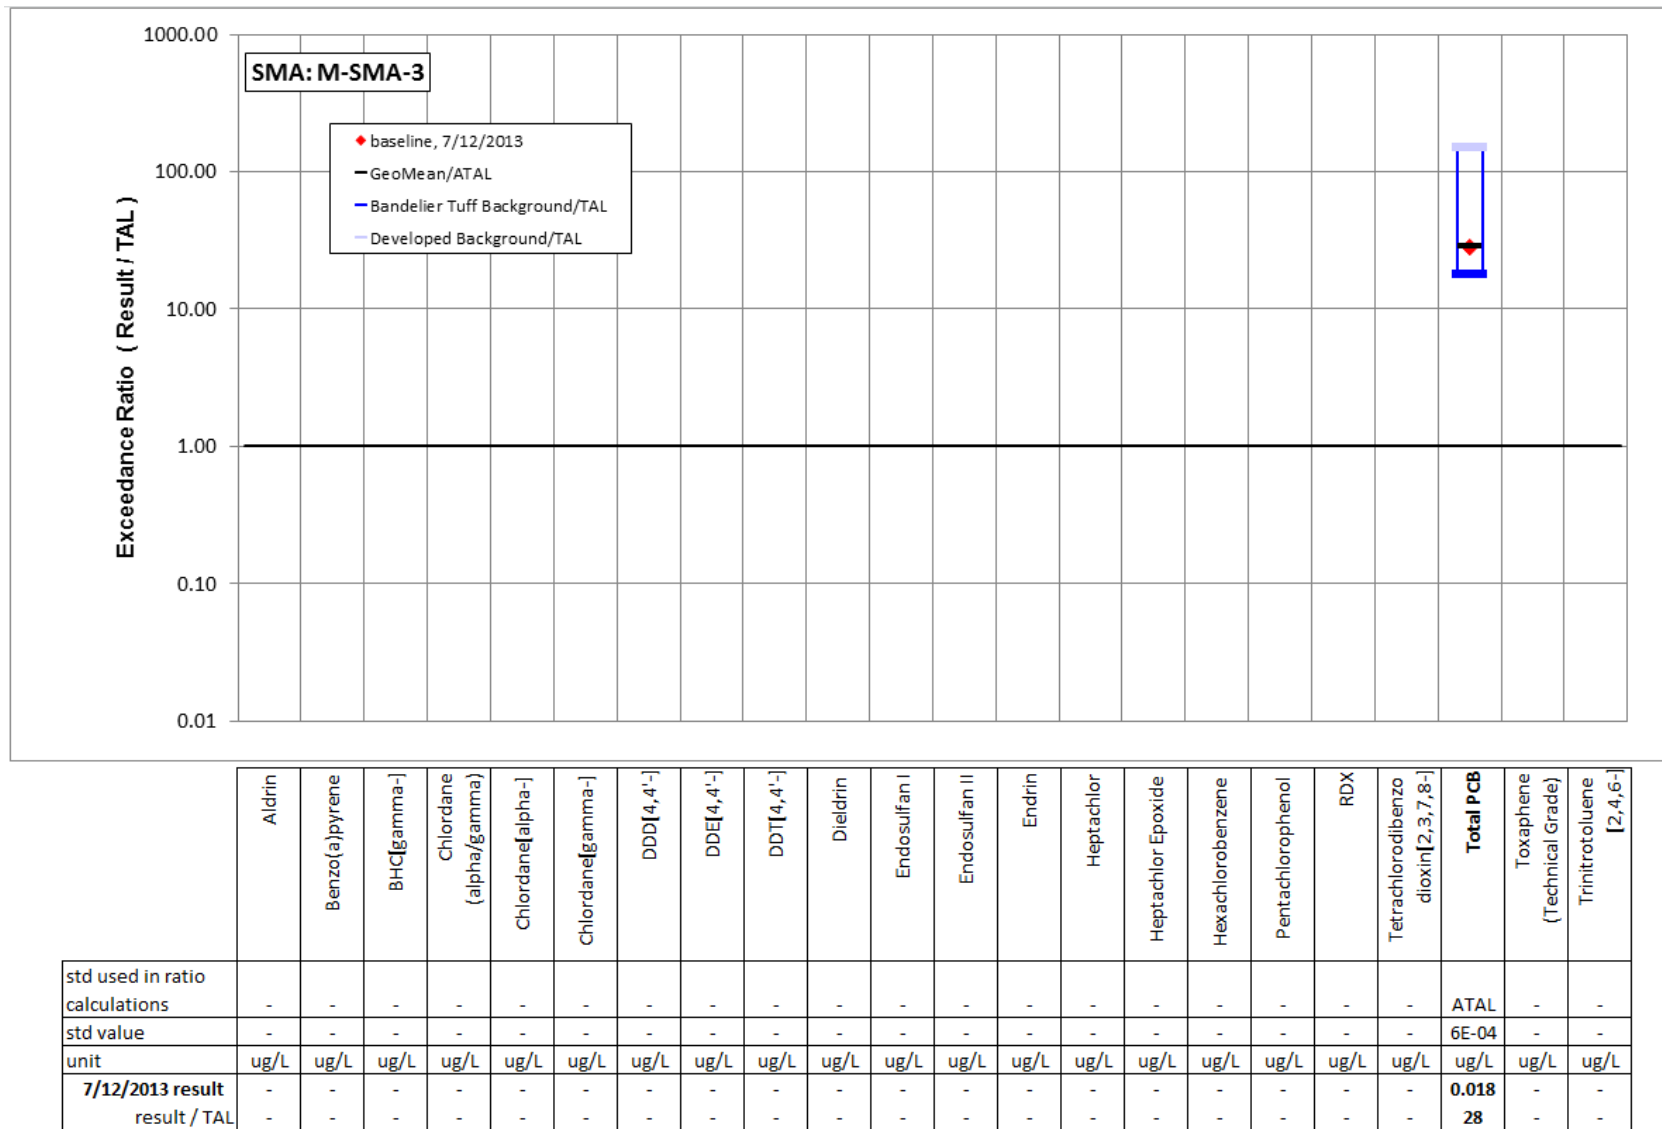 1000.00
SMA: M-SMA-3
baseline, 7/12/2013
GeoMean/ATAL
Bandelier Tuff Background/TAL
Developed Background/TAL
100.00
10.00
1.00
0.10
0.01
Exceedance Ratio ( Result / TAL )
Aldrin
Benzo(a)pyrene
BHC[gamma-]
Chlordane
(alpha/gamma)
Chlordane[alpha-]
Chlordane[gamma-]
DDD[4,4'-]
DDE[4,4'-]
DDT[4,4'-]
Dieldrin
Endosulfan I
Endosulfan II
Endrin
Heptachlor
Heptachlor Epoxide
Hexachlorobenzene
Pentachlorophenol
RDX
Tetrachlorodibenzo
dioxin[2,3,7,8-]
Total PCB
Toxaphene
(Technical Grade)
Trinitrotoluene
[2,4,6-]
std used in ratio
calculations - - - - - - - - - - - - - - - - - - - ATAL - -
std value - - - - - - - - - - - - - - - - - - - 6E-04 - -
unit ug/L ug/L ug/L ug/L ug/L ug/L ug/L ug/L ug/L ug/L ug/L ug/L ug/L ug/L ug/L ug/L ug/L ug/L ug/L ug/L ug/L ug/L
7/12/2013 result - - - - - - - - - - - - - - - - - - - 0.018 - -
result / TAL - - - - - - - - - - - - - - - - - - - 28 - -